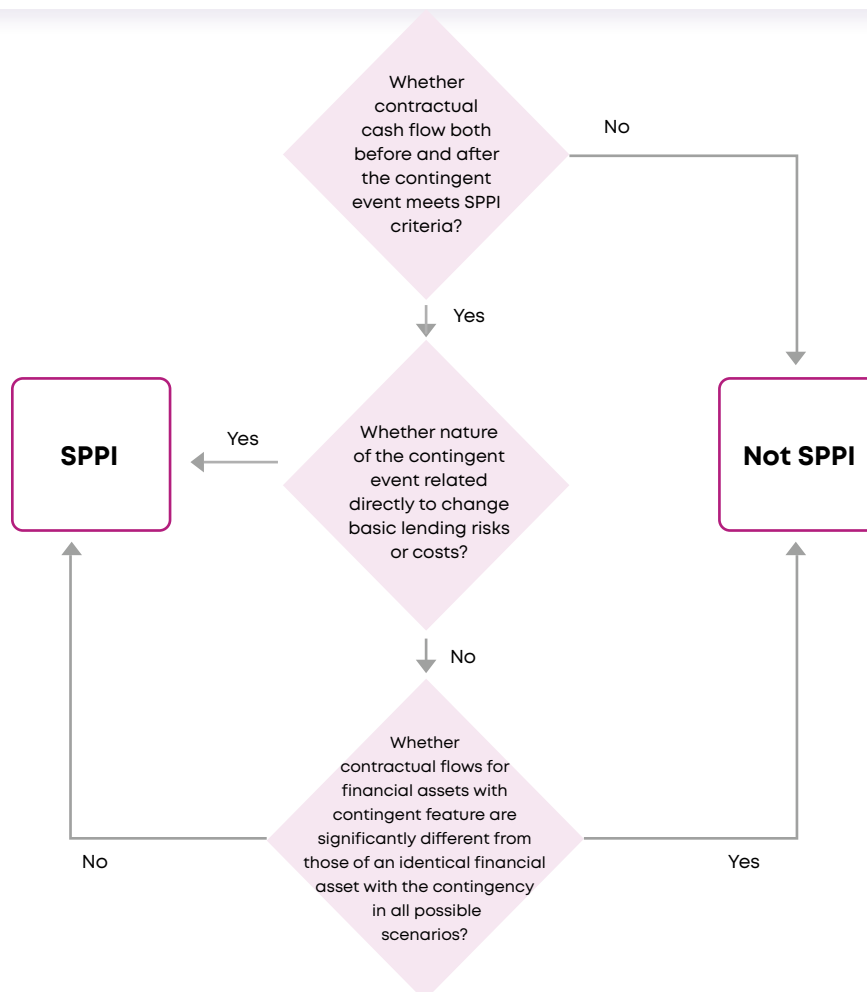 Whether
contractual
cash flow both
before and after
the contingent
event meets SPPI
criteria?
No
Yes
Whether nature
of the contingent
event related
directly to change
basic lending risks
or costs?
Yes
SPPI
Not SPPI
No
Whether
contractual flows for
financial assets with
contingent feature are
significantly different from
those of an identical financial
asset with the contingency
in all possible
scenarios?
No
Yes